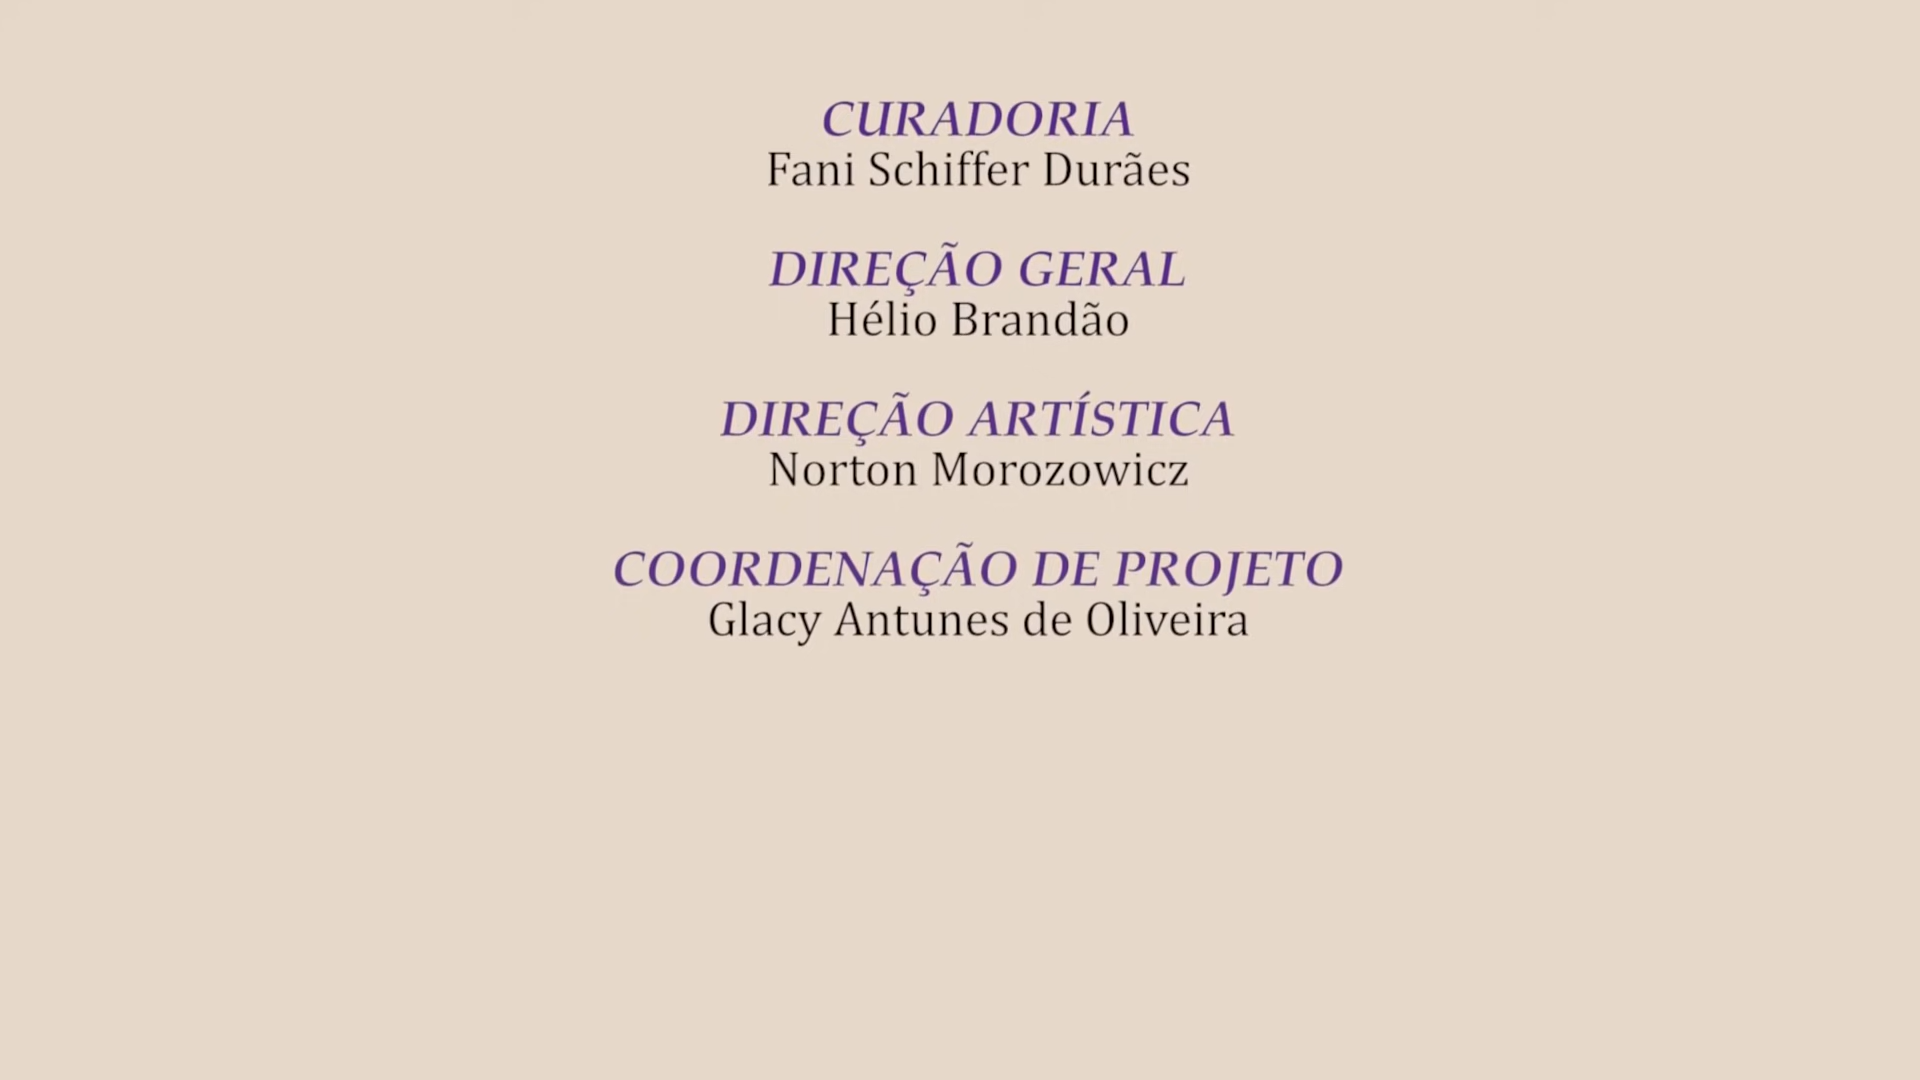 CURADORIA
Fani Schiffer Durães
DIREÇÃO GERAL
Hélio Brandão
DIREÇÃO ARTÍSTICA
Norton Morozowicz
COORDENAÇÃO DE PROJETO
Glacy Antunes de Oliveira